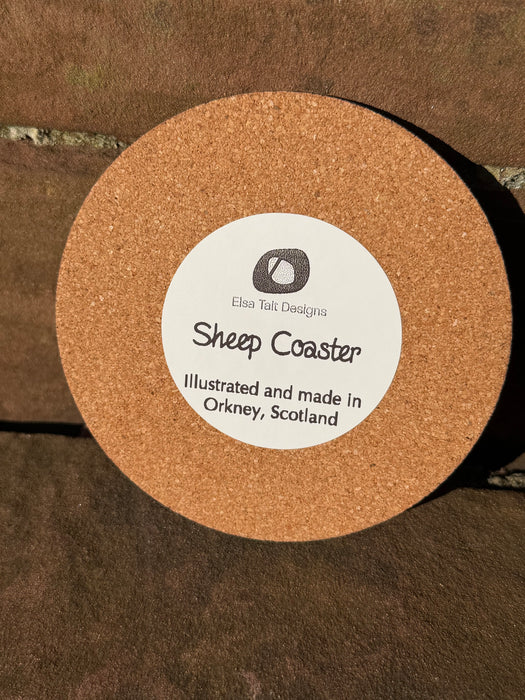 Elsa Tait Designs
Sheep Coaster
Illustrated and made in
Orkney, Scotland